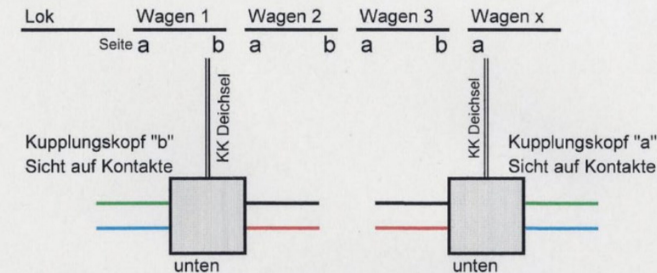 Lok Wagen 1 Wagen 2 Wagen 3 Wagen x
Seite a b a b a b a
KK Deichsel
KK Deichsel
Kupplungskopf "b"
Sicht auf Kontakte
Kupplungskopf "a"
Sicht auf Kontakte
unten
unten